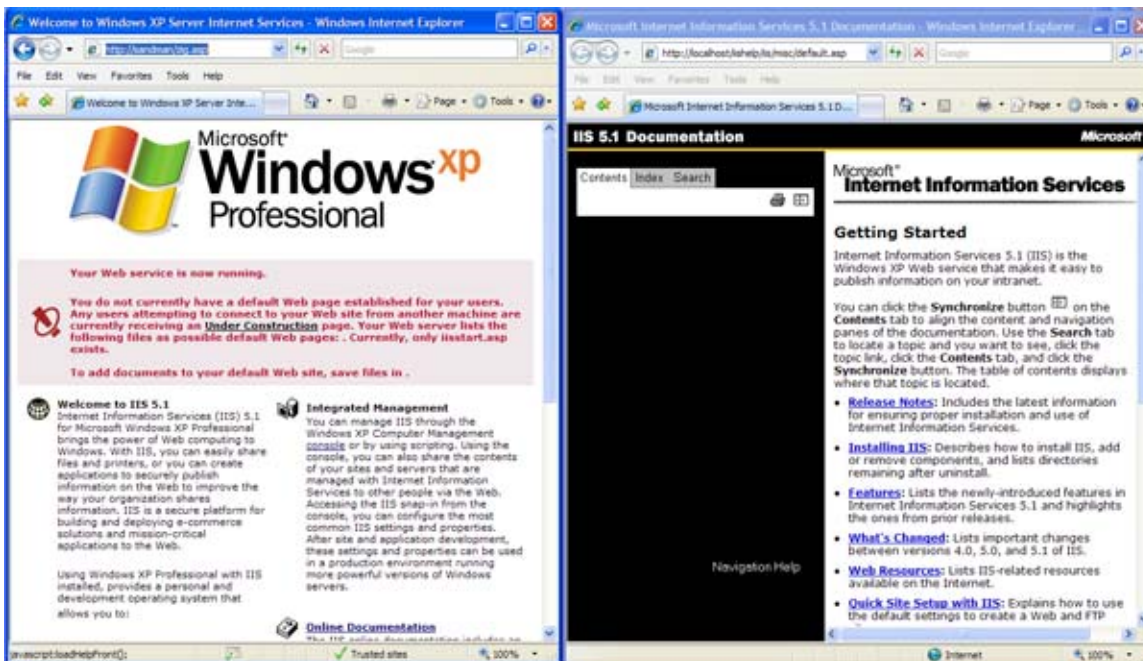 Welcome to Windows XP Server Internet Services - Windows Internet Explorer
http://sandman/zig.asp
Google
File Edit View Favorites Tools Help
Welcome to Windows XP Server Inte...
Page Tools
Microsoft
Windows xp
Professional
Your Web service is now running.
You do not currently have a default Web page established for your users.
Any users attempting to connect to your Web site from another machine are
currently receiving an Under Construction page. Your Web server lists the
following files as possible default Web pages: . Currently, only iisstart.asp
exists.
To add documents to your default Web site, save files in .
Welcome to IIS 5.1
Internet Information Services (IIS) 5.1
for Microsoft Windows XP Professional
brings the power of Web computing to
Windows. With IIS, you can easily share
files and printers, or you can create
applications to securely publish
information on the Web to improve the
way your organization shares
information. IIS is a secure platform for
building and deploying e-commerce
solutions and mission-critical
applications to the Web.
Using Windows XP Professional with IIS
installed, provides a personal and
development operating system that
allows you to:
Integrated Management
You can manage IIS through the
Windows XP Computer Management
console or by using scripting. Using the
console, you can also share the contents
of your sites and servers that are
managed with Internet Information
Services to other people via the Web.
Accessing the IIS snap-in from the
console, you can configure the most
common IIS settings and properties.
After site and application development,
these settings and properties can be used
in a production environment running
more powerful versions of Windows
servers.
Online Documentation
The IIS online documentation includes an
javascript:loadHelpFront();
Trusted sites
100%
Microsoft Internet Information Services 5.1 Documentation - Windows Internet Explorer
http://localhost/iishelp/iis/misc/default.asp
Google
File Edit View Favorites Tools Help
Microsoft Internet Information Services 5.1 D...
Page Tools
IIS 5.1 Documentation
Microsoft
Contents Index Search
Navigation Help
Microsoft
Internet Information Services
Getting Started
Internet Information Services 5.1 (IIS) is the
Windows XP Web service that makes it easy to
publish information on your intranet.
You can click the Synchronize button on the
Contents tab to align the content and navigation
panes of the documentation. Use the Search tab
to locate a topic and you want to see, click the
topic link, click the Contents tab, and click the
Synchronize button. The table of contents displays
where that topic is located.
• Release Notes: Includes the latest information
for ensuring proper installation and use of
Internet Information Services.
• Installing IIS: Describes how to install IIS, add
or remove components, and lists directories
remaining after uninstall.
• Features: Lists the newly-introduced features in
Internet Information Services 5.1 and highlights
the ones from prior releases.
• What's Changed: Lists important changes
between versions 4.0, 5.0, and 5.1 of IIS.
• Web Resources: Lists IIS-related resources
available on the Internet.
• Quick Site Setup with IIS: Explains how to use
the default settings to create a Web and FTP
Internet
100%